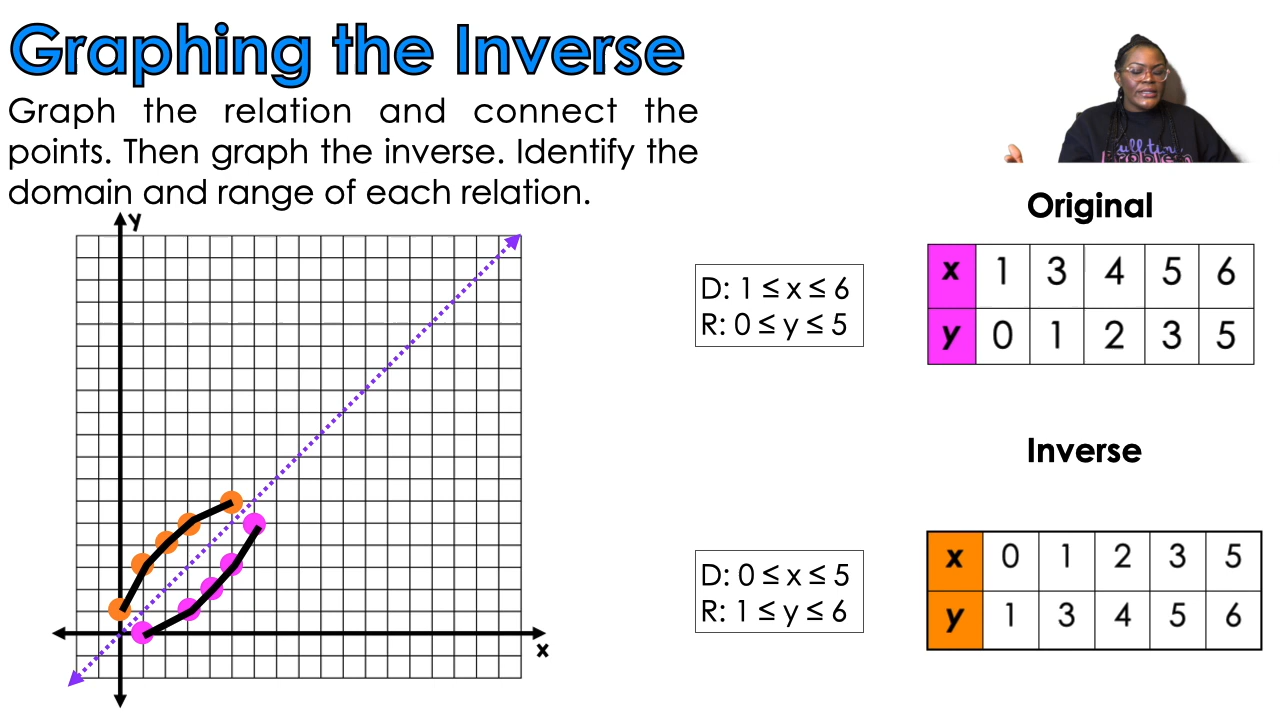 Graphing the Inverse
Graph the relation and connect the
points. Then graph the inverse. Identify the
domain and range of each relation.
y
x
D: 1 ≤ x ≤ 6
R: 0 ≤ y ≤ 5
Original
x 1 3 4 5 6
y 0 1 2 3 5
Inverse
D: 0 ≤ x ≤ 5
R: 1 ≤ y ≤ 6
x 0 1 2 3 5
y 1 3 4 5 6